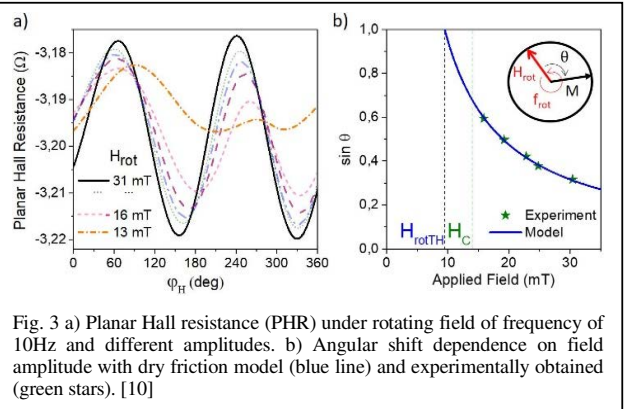 a)
-3,18
-3,19
-3,20
-3,21
-3,22
Planar Hall Resistance (Ω)
H_rot
31 mT
...
16 mT
13 mT
0 60 120 180 240 300 360
φ_H (deg)
b)
1,0
0,8
0,6
0,4
0,2
0,0
sin θ
H_rot
θ
M
f_rot
H_rotTH
H_C
Experiment
Model
0 10 20 30
Applied Field (mT)
Fig. 3 a) Planar Hall resistance (PHR) under rotating field of frequency of
10Hz and different amplitudes. b) Angular shift dependence on field
amplitude with dry friction model (blue line) and experimentally obtained
(green stars). [10]